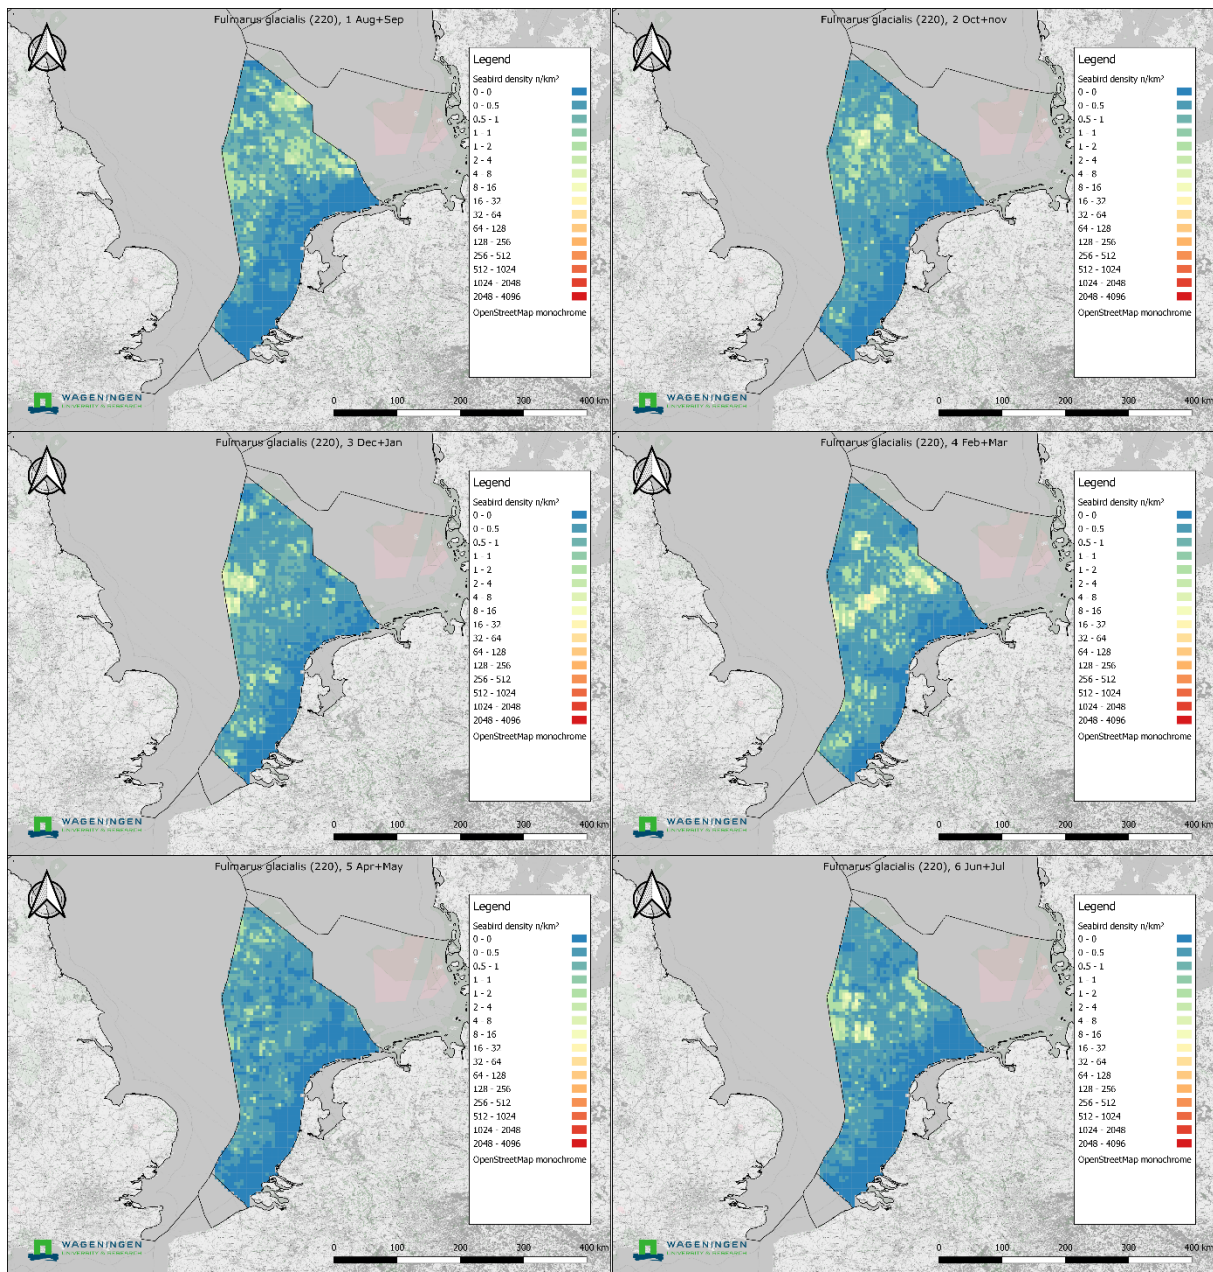 Fulmarus glacialis (220), 1 Aug+Sep
Legend
Seabird density n/km²
0 - 0
0 - 0.5
0.5 - 1
1 - 1
1 - 2
2 - 4
4 - 8
8 - 16
16 - 32
32 - 64
64 - 128
128 - 256
256 - 512
512 - 1024
1024 - 2048
2048 - 4096
OpenStreetMap monochrome
WAGENINGEN
UNIVERSITY & RESEARCH
0 100 200 300 400 km
Fulmarus glacialis (220), 2 Oct+nov
Legend
Seabird density n/km²
0 - 0
0 - 0.5
0.5 - 1
1 - 1
1 - 2
2 - 4
4 - 8
8 - 16
16 - 32
32 - 64
64 - 128
128 - 256
256 - 512
512 - 1024
1024 - 2048
2048 - 4096
OpenStreetMap monochrome
WAGENINGEN
UNIVERSITY & RESEARCH
0 100 200 300 400 km
Fulmarus glacialis (220), 3 Dec+Jan
Legend
Seabird density n/km²
0 - 0
0 - 0.5
0.5 - 1
1 - 1
1 - 2
2 - 4
4 - 8
8 - 16
16 - 32
32 - 64
64 - 128
128 - 256
256 - 512
512 - 1024
1024 - 2048
2048 - 4096
OpenStreetMap monochrome
WAGENINGEN
UNIVERSITY & RESEARCH
0 100 200 300 400 km
Fulmarus glacialis (220), 4 Feb+Mar
Legend
Seabird density n/km²
0 - 0
0 - 0.5
0.5 - 1
1 - 1
1 - 2
2 - 4
4 - 8
8 - 16
16 - 32
32 - 64
64 - 128
128 - 256
256 - 512
512 - 1024
1024 - 2048
2048 - 4096
OpenStreetMap monochrome
WAGENINGEN
UNIVERSITY & RESEARCH
0 100 200 300 400 km
Fulmarus glacialis (220), 5 Apr+May
Legend
Seabird density n/km²
0 - 0
0 - 0.5
0.5 - 1
1 - 1
1 - 2
2 - 4
4 - 8
8 - 16
16 - 32
32 - 64
64 - 128
128 - 256
256 - 512
512 - 1024
1024 - 2048
2048 - 4096
OpenStreetMap monochrome
WAGENINGEN
UNIVERSITY & RESEARCH
0 100 200 300 400 km
Fulmarus glacialis (220), 6 Jun+Jul
Legend
Seabird density n/km²
0 - 0
0 - 0.5
0.5 - 1
1 - 1
1 - 2
2 - 4
4 - 8
8 - 16
16 - 32
32 - 64
64 - 128
128 - 256
256 - 512
512 - 1024
1024 - 2048
2048 - 4096
OpenStreetMap monochrome
WAGENINGEN
UNIVERSITY & RESEARCH
0 100 200 300 400 km